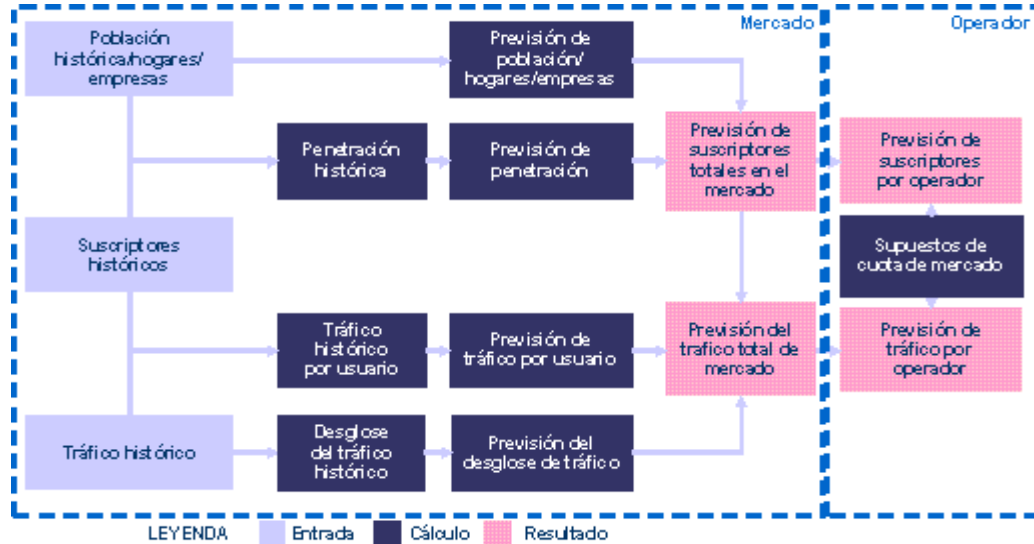 Mercado
Operador
Población
histórica/hogares/
empresas
Previsión de
población/
hogares/empresas
Penetración
histórica
Previsión de
penetración
Previsión de
suscriptores
totales en el
mercado
Previsión de
suscriptores
por operador
Suscriptores
históricos
Supuestos de
cuota de mercado
Tráfico
histórico
por usuario
Previsión de
tráfico por usuario
Previsión del
trafico total de
mercado
Previsión de
tráfico por
operador
Tráfico histórico
Desglose
del tráfico
histórico
Previsión del
desglose de tráfico
LEYENDA
Entrada
Cálculo
Resultado